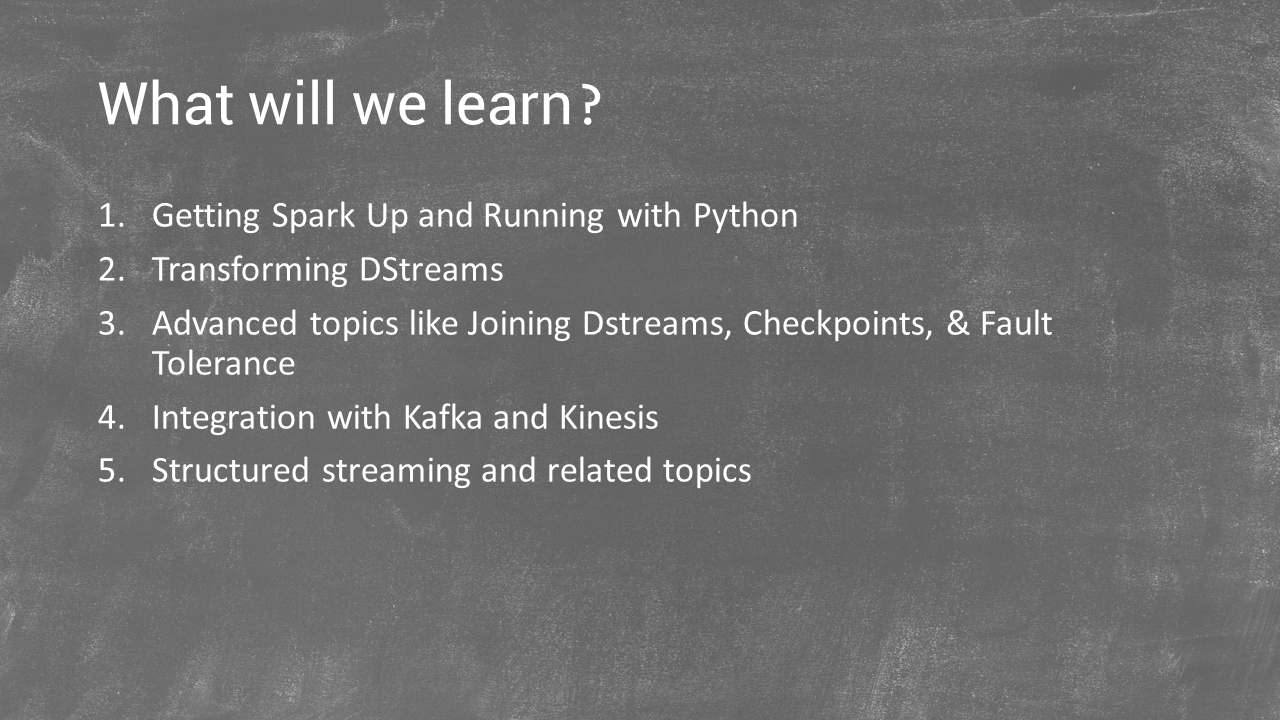 What will we learn?
1. Getting Spark Up and Running with Python
2. Transforming DStreams
3. Advanced topics like Joining Dstreams, Checkpoints, & Fault
Tolerance
4. Integration with Kafka and Kinesis
5. Structured streaming and related topics